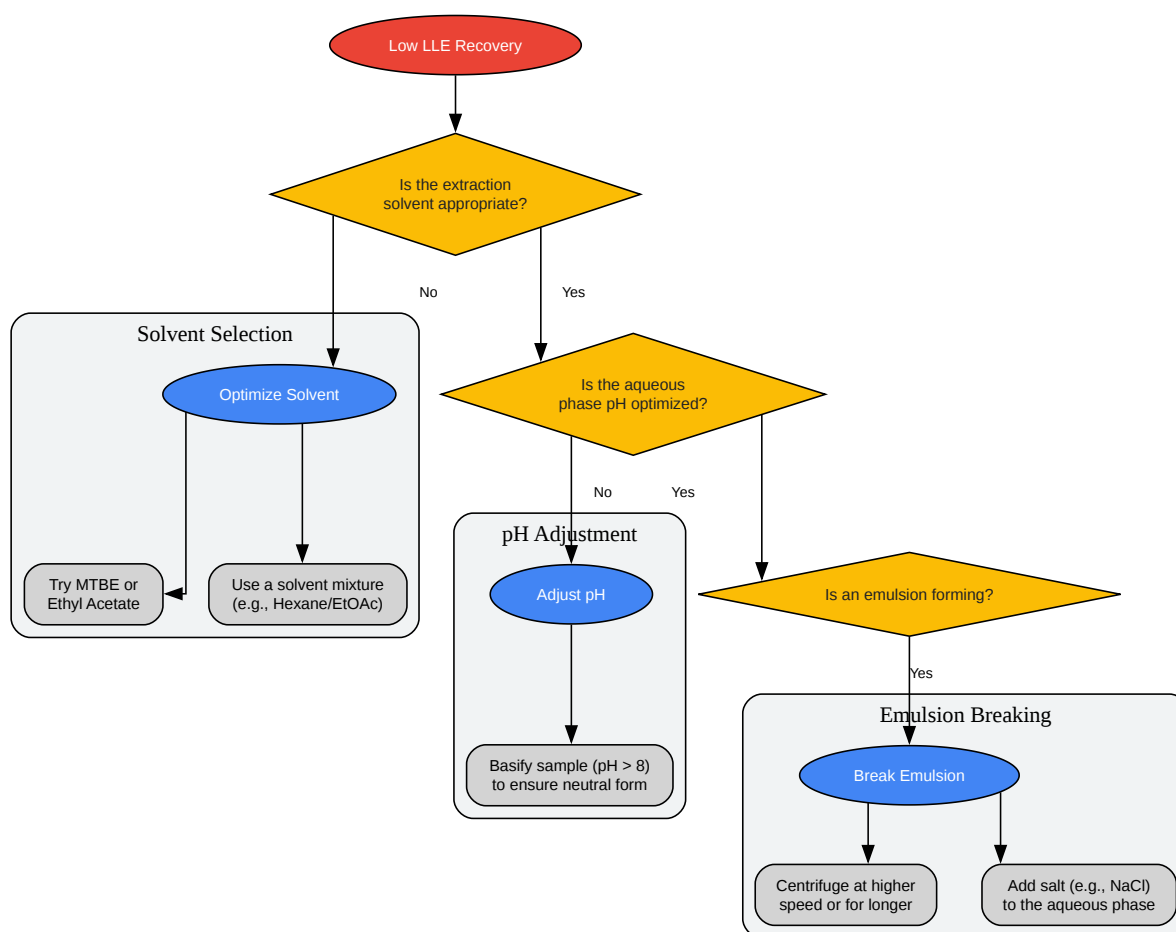 Low LLE Recovery
Is the extraction
solvent appropriate?
No
Yes
Solvent Selection
Optimize Solvent
Is the aqueous
phase pH optimized?
Try MTBE or
Ethyl Acetate
Use a solvent mixture
(e.g., Hexane/EtOAc)
No
Yes
pH Adjustment
Adjust pH
Is an emulsion forming?
Basify sample (pH > 8)
to ensure neutral form
Yes
Emulsion Breaking
Break Emulsion
Centrifuge at higher
speed or for longer
Add salt (e.g., NaCl)
to the aqueous phase